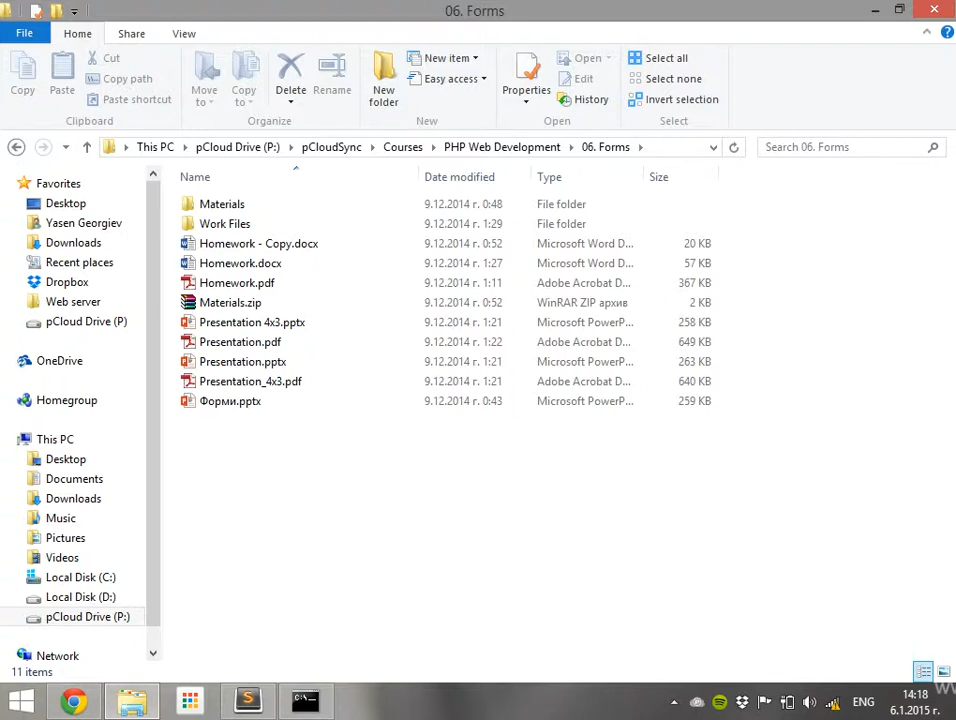 06. Forms
File Home Share View
Copy Paste Cut Copy path Paste shortcut Clipboard
Move to Copy to Delete Rename Organize
New folder New item Easy access New
Properties Open Edit History Open
Select all Select none Invert selection Select
This PC pCloud Drive (P:) pCloudSync Courses PHP Web Development 06. Forms
Search 06. Forms
Name Date modified Type Size
Materials 9.12.2014 г. 0:48 File folder
Work Files 9.12.2014 г. 1:29 File folder
Homework - Copy.docx 9.12.2014 г. 0:52 Microsoft Word D... 20 KB
Homework.docx 9.12.2014 г. 1:27 Microsoft Word D... 57 KB
Homework.pdf 9.12.2014 г. 1:11 Adobe Acrobat D... 367 KB
Materials.zip 9.12.2014 г. 0:52 WinRAR ZIP архив 2 KB
Presentation 4x3.pptx 9.12.2014 г. 1:21 Microsoft PowerP... 258 KB
Presentation.pdf 9.12.2014 г. 1:22 Adobe Acrobat D... 649 KB
Presentation.pptx 9.12.2014 г. 1:21 Microsoft PowerP... 263 KB
Presentation_4x3.pdf 9.12.2014 г. 1:21 Adobe Acrobat D... 640 KB
Форми.pptx 9.12.2014 г. 0:43 Microsoft PowerP... 259 KB
Favorites
Desktop
Yasen Georgiev
Downloads
Recent places
Dropbox
Web server
pCloud Drive (P)
OneDrive
Homegroup
This PC
Desktop
Documents
Downloads
Music
Pictures
Videos
Local Disk (C:)
Local Disk (D:)
pCloud Drive (P:)
Network
11 items
ENG
14:18
6.1.2015 г.